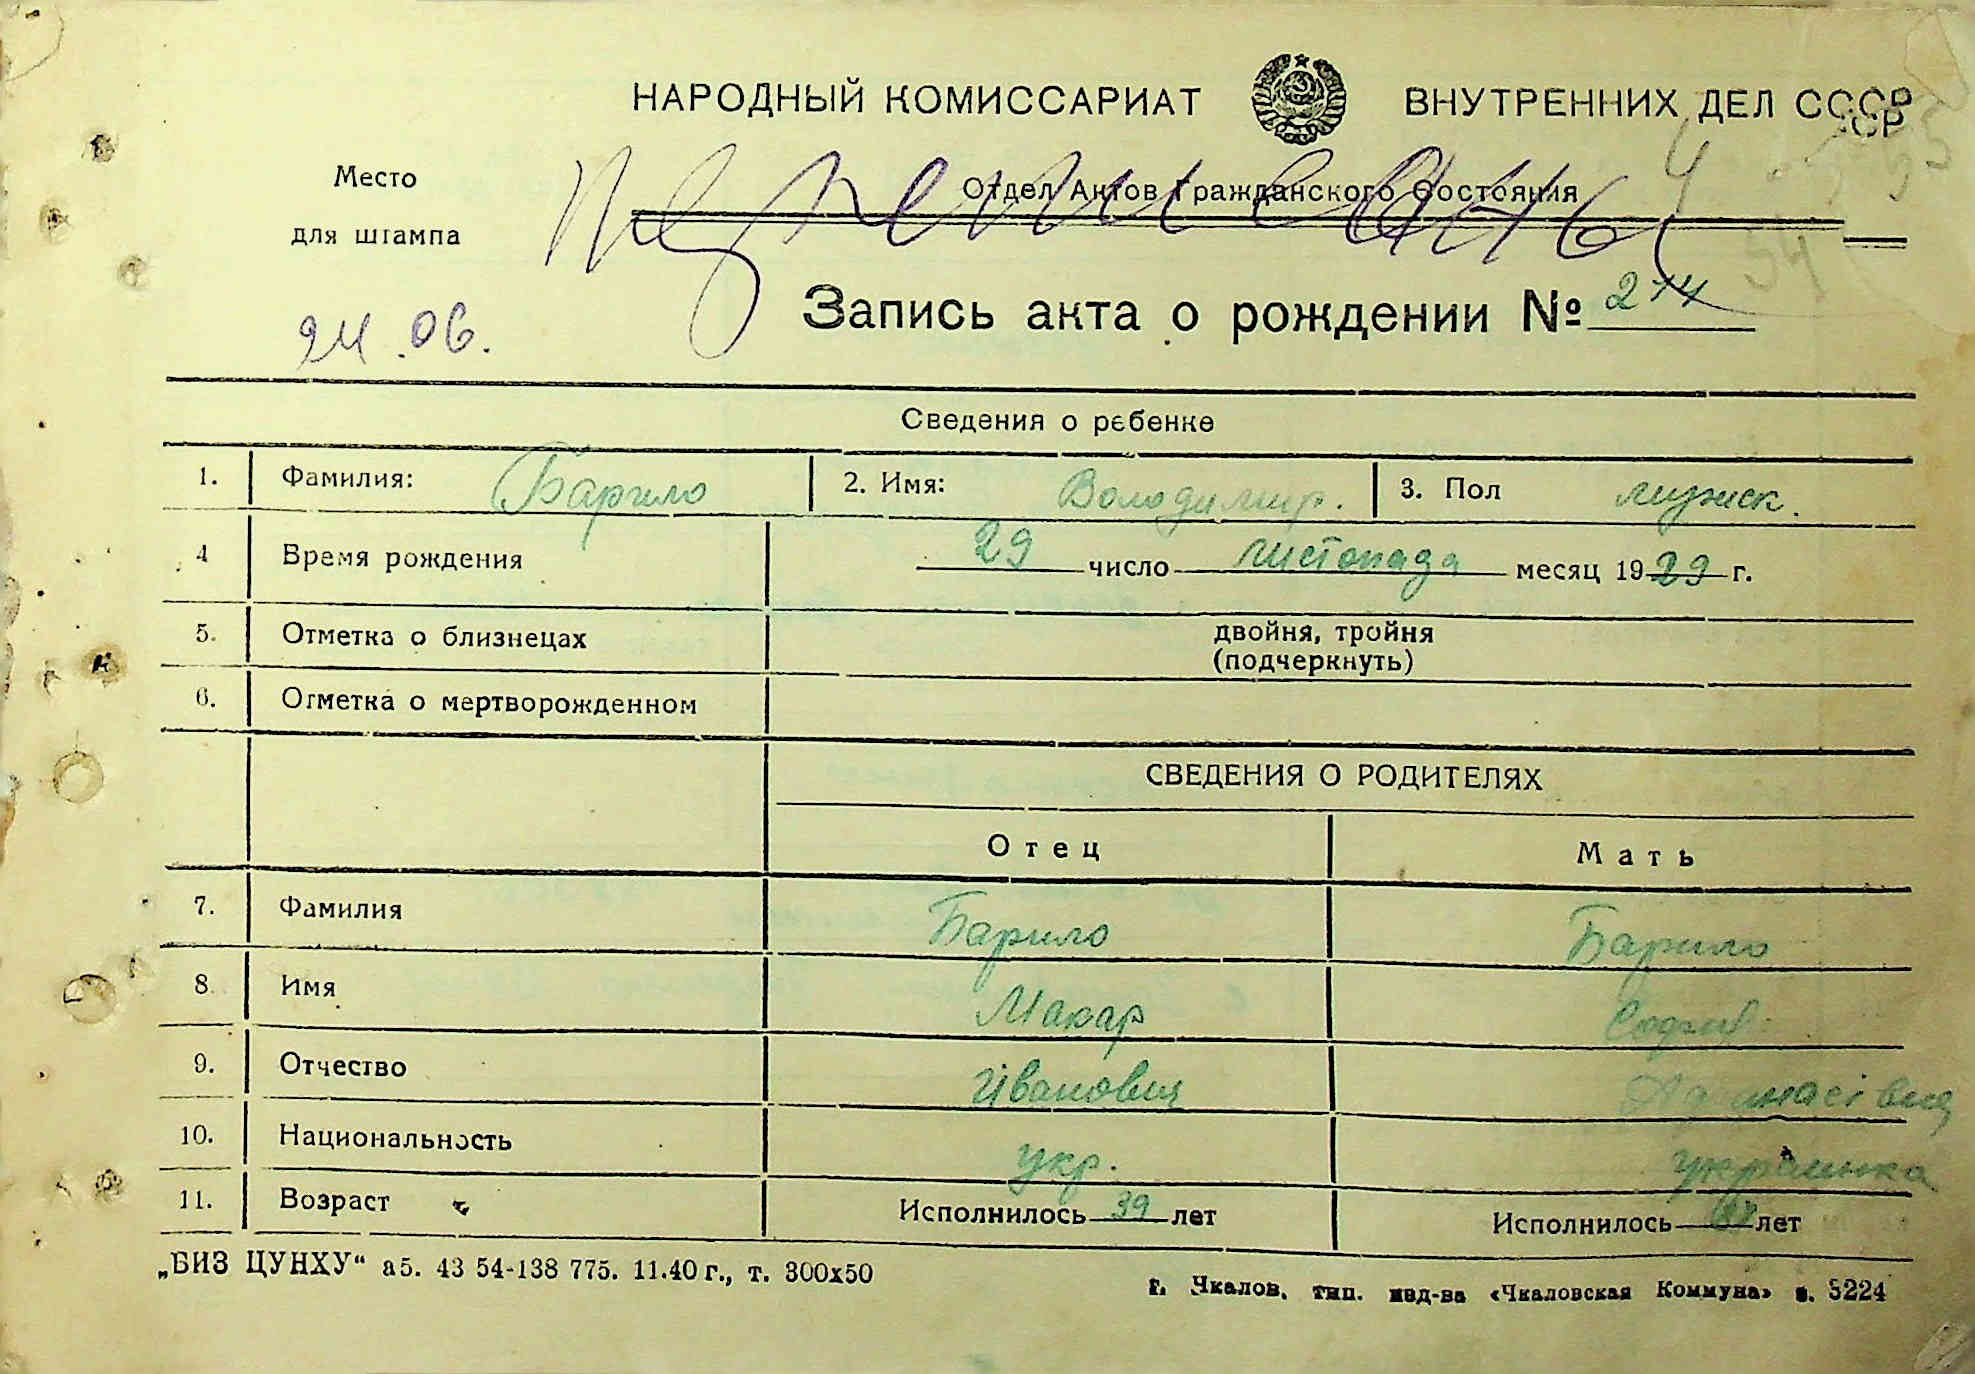 НАРОДНЫЙ КОМИССАРИАТ ВНУТРЕННИХ ДЕЛ СССР
Место
для штампа
Отдел Актов Гражданского Состояния
24.06.
Запись акта о рождении №
Сведения о ребенке
1. Фамилия: Барило 2. Имя: Володимир. 3. Пол мужск.
4 Время рождения 29 число листопада месяц 1929 г.
5. Отметка о близнецах двойня, тройня
(подчеркнуть)
6. Отметка о мертворожденном
СВЕДЕНИЯ О РОДИТЕЛЯХ
Отец Мать
7. Фамилия Барило Барило
8. Имя Макар Софія
9. Отчество Іванович
10. Национальность укр. українка
11. Возраст Исполнилось 39 лет Исполнилось лет
„БИЗ ЦУНХУ“ а5. 43 54-138 775. 11.40 г., т. 300х50
г. Чкалов, тип. изд-ва «Чкаловская Коммуна» з. 5224